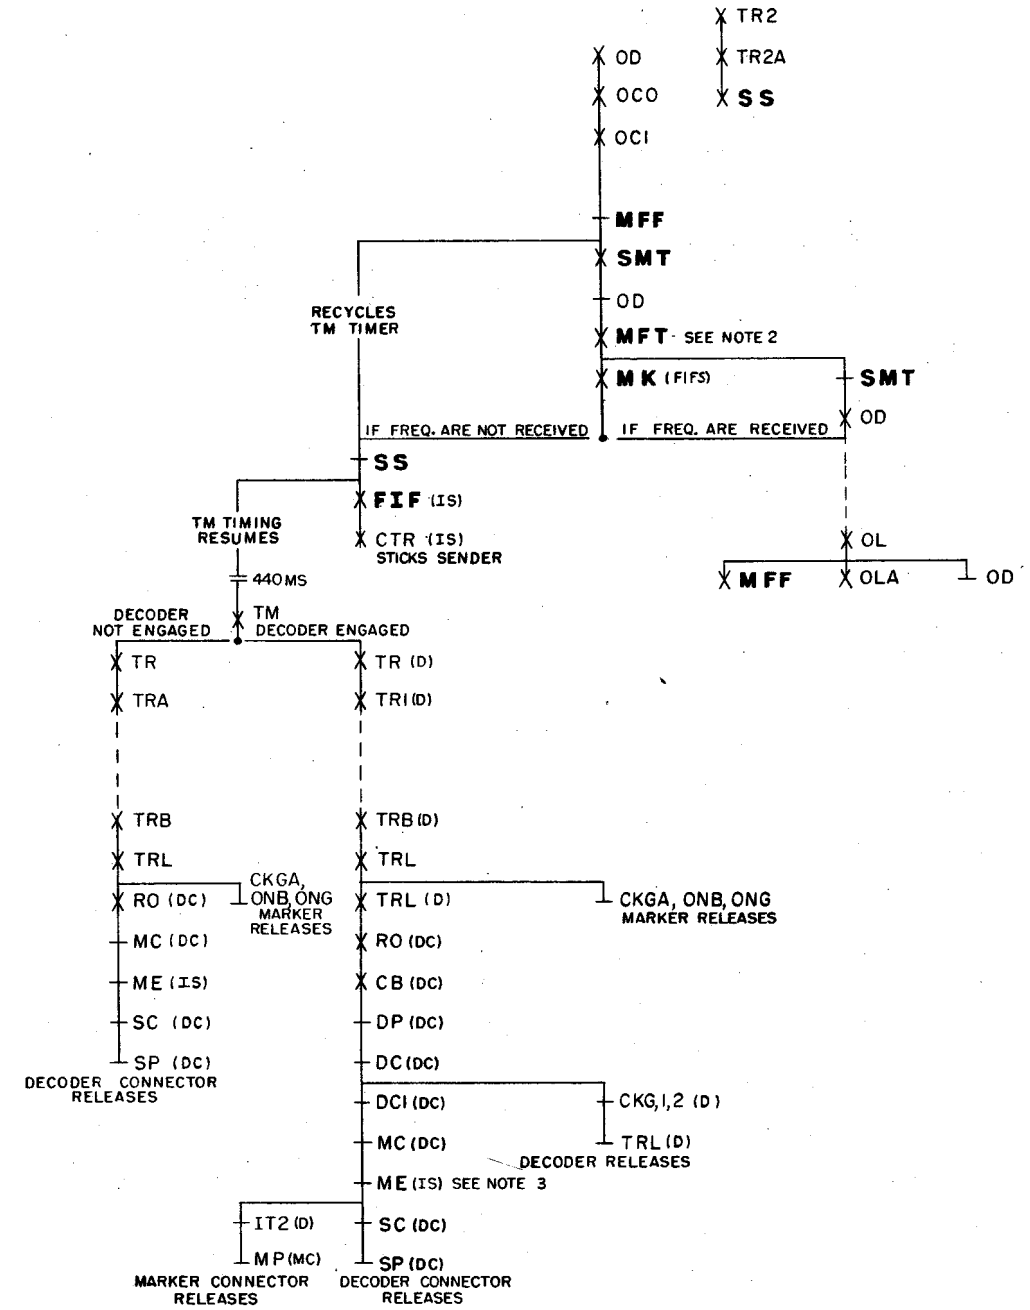 TR2
OD
TR2A
OCO
SS
OC1
MFF
SMT
OD
RECYCLES
TM TIMER
MFT - SEE NOTE 2
MK (FIFS)
SMT
OD
IF FREQ. ARE NOT RECEIVED
IF FREQ. ARE RECEIVED
SS
FIF (IS)
TM TIMING
RESUMES
CTR (IS)
STICKS SENDER
OL
440 MS
MFF
OLA
OD
DECODER
NOT ENGAGED
TM
DECODER ENGAGED
TR
TR (D)
TRA
TR1(D)
TRB
TRB (D)
TRL
TRL
CKGA,
ONB, ONG
MARKER
RELEASES
RO (DC)
TRL (D)
CKGA, ONB, ONG
MARKER RELEASES
MC (DC)
RO (DC)
ME (IS)
CB (DC)
SC (DC)
DP (DC)
SP (DC)
DECODER CONNECTOR
RELEASES
DC (DC)
DC1 (DC)
CKG,1,2 (D)
MC (DC)
TRL (D)
DECODER RELEASES
ME (IS) SEE NOTE 3
IT2 (D)
SC (DC)
MP (MC)
SP (DC)
MARKER CONNECTOR
RELEASES
DECODER CONNECTOR
RELEASES